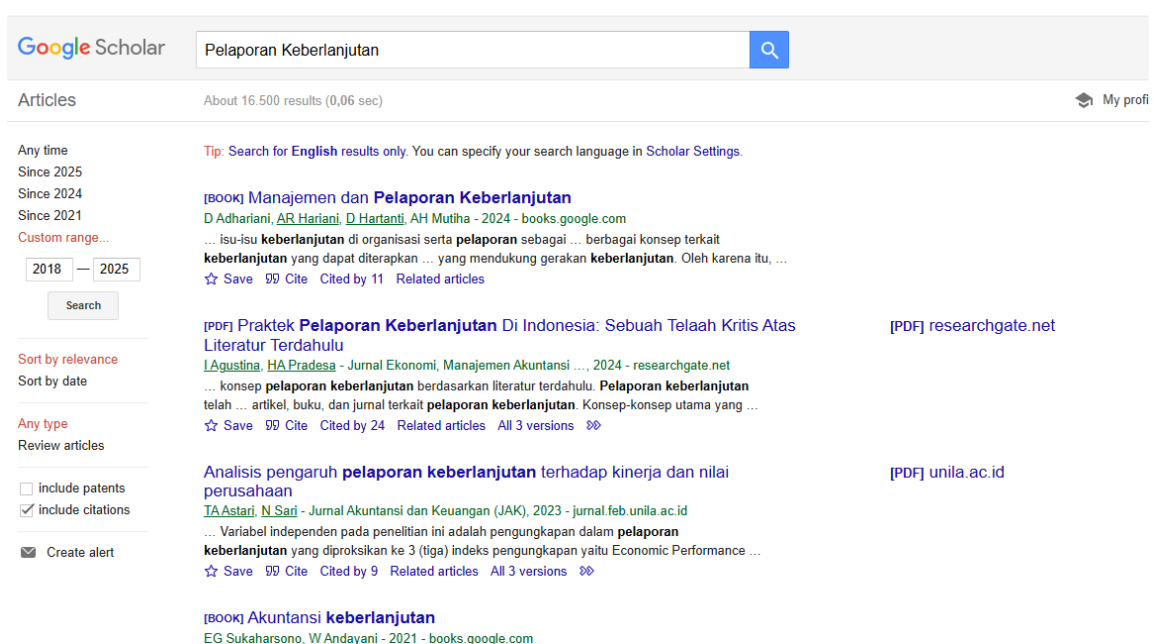 Google Scholar
Pelaporan Keberlanjutan
Articles
About 16.500 results (0,06 sec)
My profi
Any time
Since 2025
Since 2024
Since 2021
Custom range...
2018 — 2025
Search
Sort by relevance
Sort by date
Any type
Review articles
include patents
include citations
Create alert
Tip: Search for English results only. You can specify your search language in Scholar Settings.
[BOOK] Manajemen dan Pelaporan Keberlanjutan
D Adhariani, AR Hariani, D Hartanti, AH Mutiha - 2024 - books.google.com
… isu-isu keberlanjutan di organisasi serta pelaporan sebagai … berbagai konsep terkait
keberlanjutan yang dapat diterapkan … yang mendukung gerakan keberlanjutan. Oleh karena itu, …
Save Cite Cited by 11 Related articles
[PDF] Praktek Pelaporan Keberlanjutan Di Indonesia: Sebuah Telaah Kritis Atas
Literatur Terdahulu
I Agustina, HA Pradesa - Jurnal Ekonomi, Manajemen Akuntansi …, 2024 - researchgate.net
… konsep pelaporan keberlanjutan berdasarkan literatur terdahulu. Pelaporan keberlanjutan
telah … artikel, buku, dan jurnal terkait pelaporan keberlanjutan. Konsep-konsep utama yang …
Save Cite Cited by 24 Related articles All 3 versions
[PDF] researchgate.net
Analisis pengaruh pelaporan keberlanjutan terhadap kinerja dan nilai
perusahaan
TA Astari, N Sari - Jurnal Akuntansi dan Keuangan (JAK), 2023 - jurnal.feb.unila.ac.id
… Variabel independen pada penelitian ini adalah pengungkapan dalam pelaporan
keberlanjutan yang diproksikan ke 3 (tiga) indeks pengungkapan yaitu Economic Performance …
Save Cite Cited by 9 Related articles All 3 versions
[PDF] unila.ac.id
[BOOK] Akuntansi keberlanjutan
EG Sukaharsono, W Andayani - 2021 - books.google.com